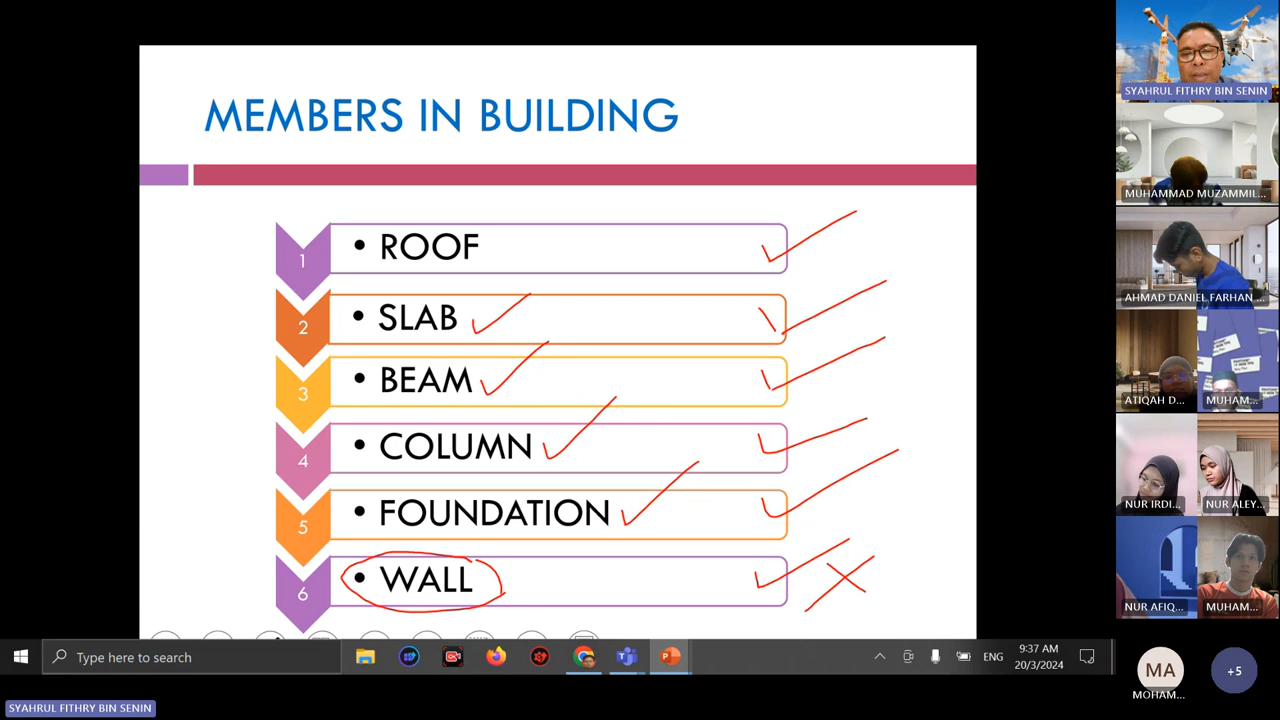 MEMBERS IN BUILDING
1
• ROOF
2
• SLAB
3
• BEAM
4
• COLUMN
5
• FOUNDATION
6
• WALL
SYAHRUL FITHRY BIN SENIN
MUHAMMAD MUZAMMIL...
AHMAD DANIEL FARHAN ...
ATIQAH D...
MUHAM...
NUR IRDI...
NUR ALEY...
NUR AFIQ...
MUHAM...
MA
MOHAM...
+5
Type here to search
ENG
9:37 AM
20/3/2024
SYAHRUL FITHRY BIN SENIN